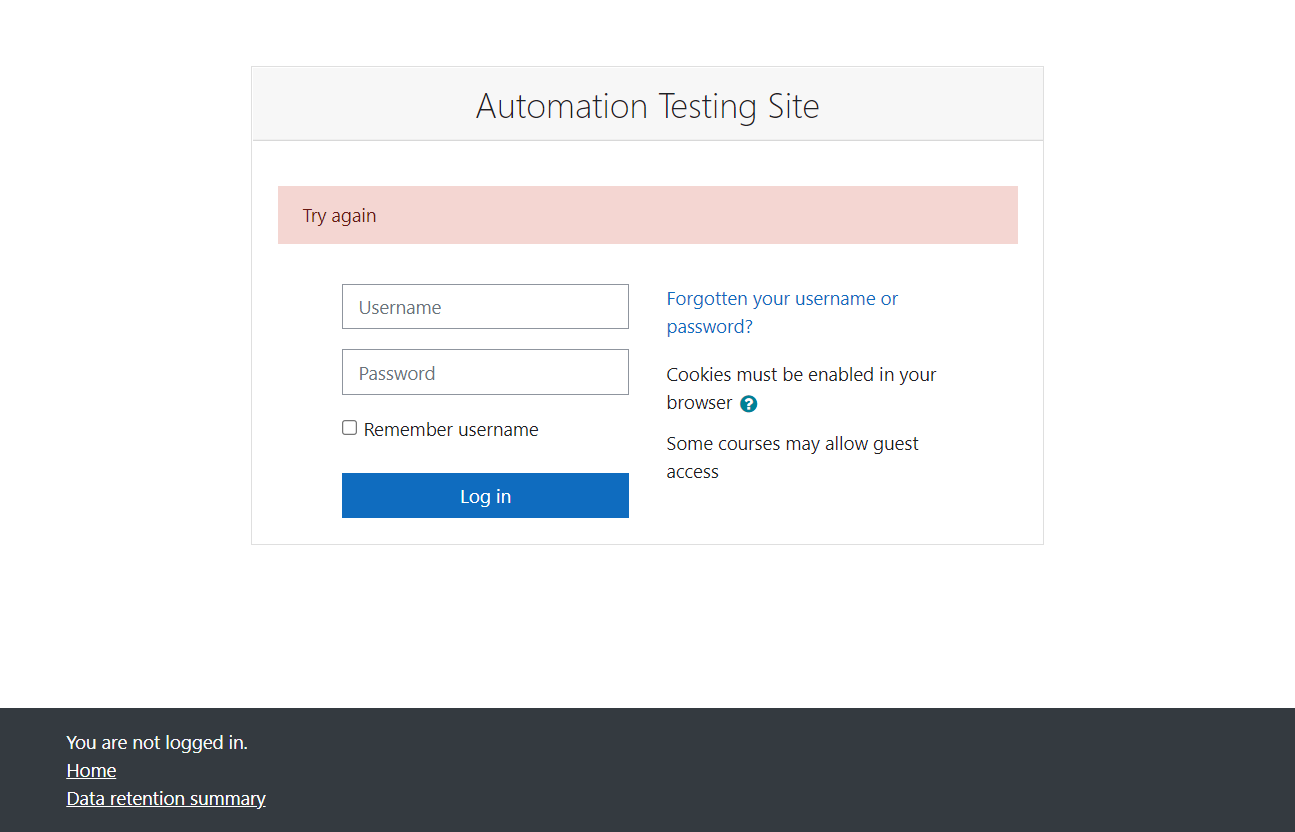 Automation Testing Site
Try again
Username
Password
Remember username
Log in
Forgotten your username or
password?
Cookies must be enabled in your
browser ?
Some courses may allow guest
access
You are not logged in.
Home
Data retention summary